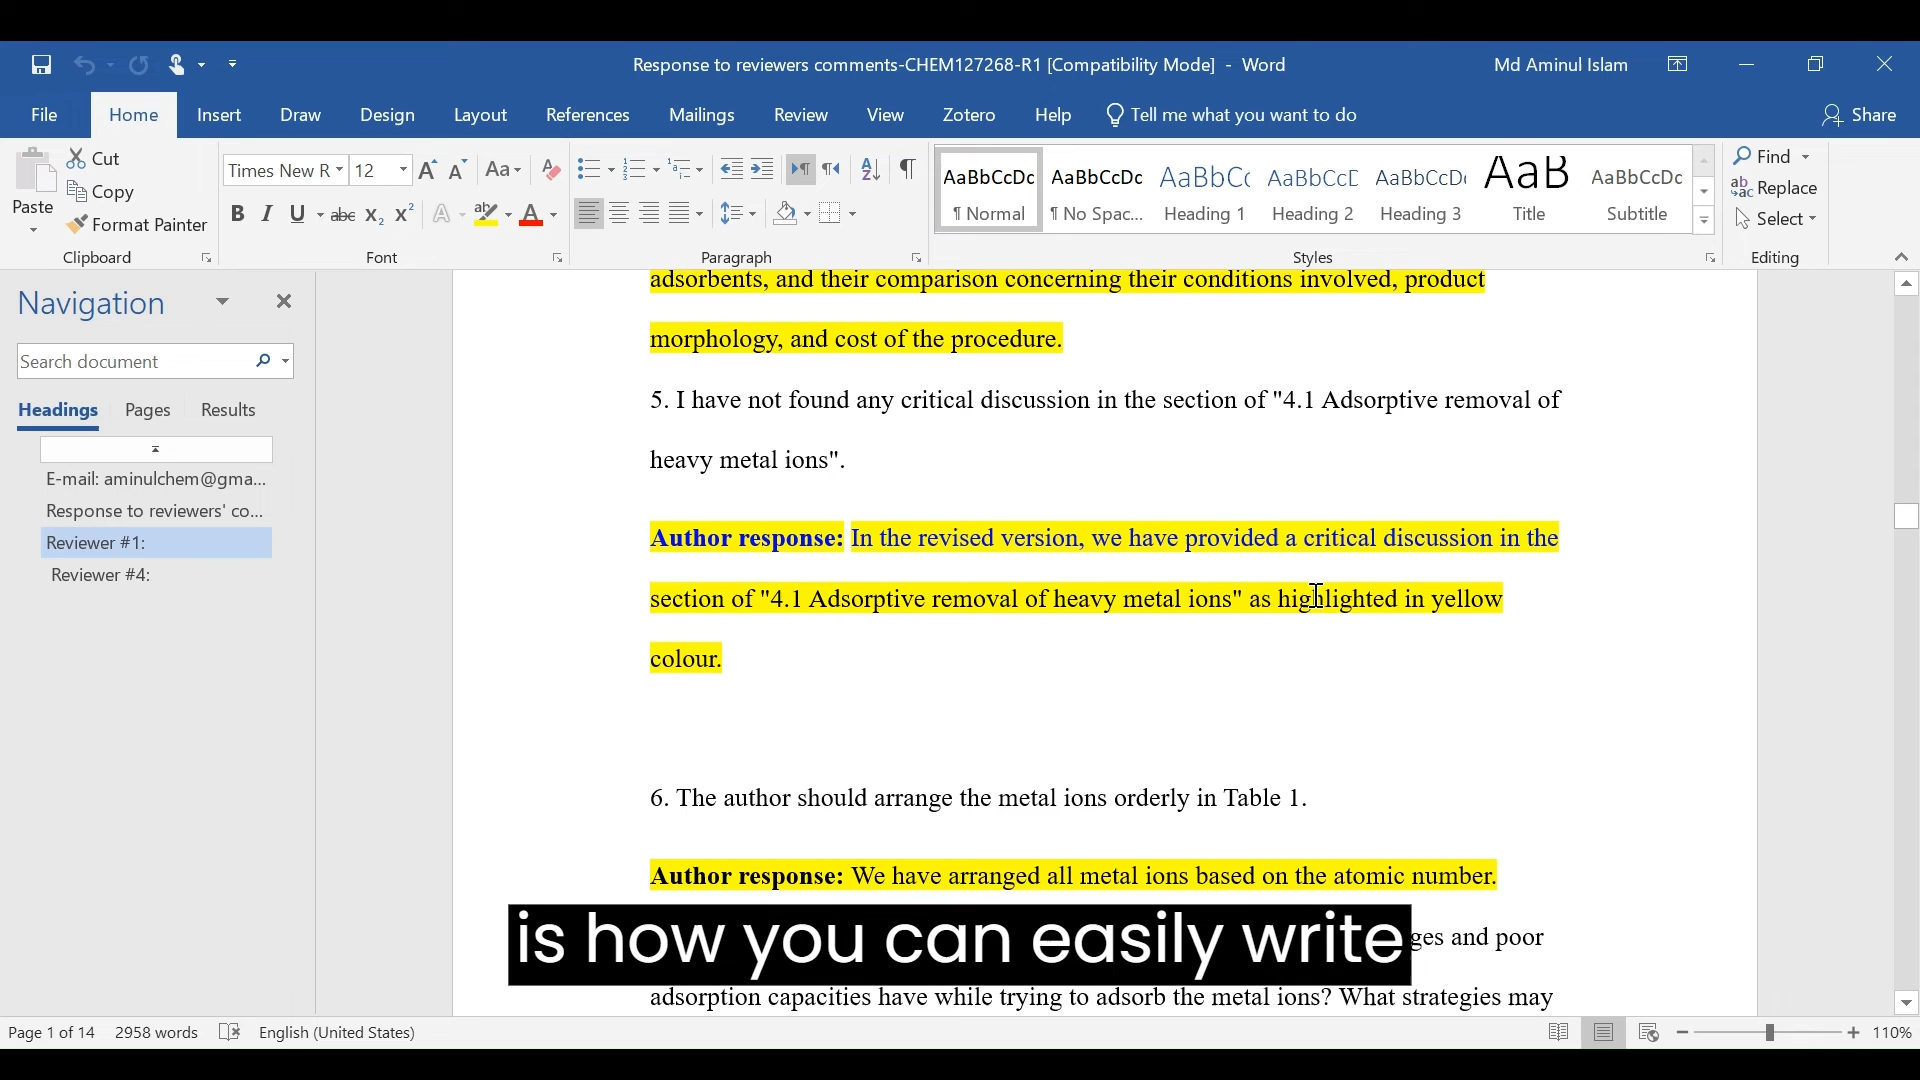 Response to reviewers comments-CHEM127268-R1 [Compatibility Mode] - Word
Md Aminul Islam
File Home Insert Draw Design Layout References Mailings Review View Zotero Help Tell me what you want to do Share
Paste
Cut
Copy
Format Painter
Clipboard
Times New R 12 Aa
B I U abc X₂ X² A ab A
Font
Paragraph
AaBbCcDc AaBbCcDc AaBbCc AaBbCcE AaBbCcDc AaB AaBbCcDc
¶ Normal ¶ No Spac... Heading 1 Heading 2 Heading 3 Title Subtitle
Styles
Find
Replace
Select
Editing
Navigation
Search document
Headings Pages Results
E-mail: aminulchem@gma...
Response to reviewers' co...
Reviewer #1:
Reviewer #4:
adsorbents, and their comparison concerning their conditions involved, product
morphology, and cost of the procedure.
5. I have not found any critical discussion in the section of "4.1 Adsorptive removal of
heavy metal ions".
Author response: In the revised version, we have provided a critical discussion in the
section of "4.1 Adsorptive removal of heavy metal ions" as highlighted in yellow
colour.
6. The author should arrange the metal ions orderly in Table 1.
Author response: We have arranged all metal ions based on the atomic number.
is how you can easily write
ges and poor
adsorption capacities have while trying to adsorb the metal ions? What strategies may
Page 1 of 14 2958 words English (United States) 110%